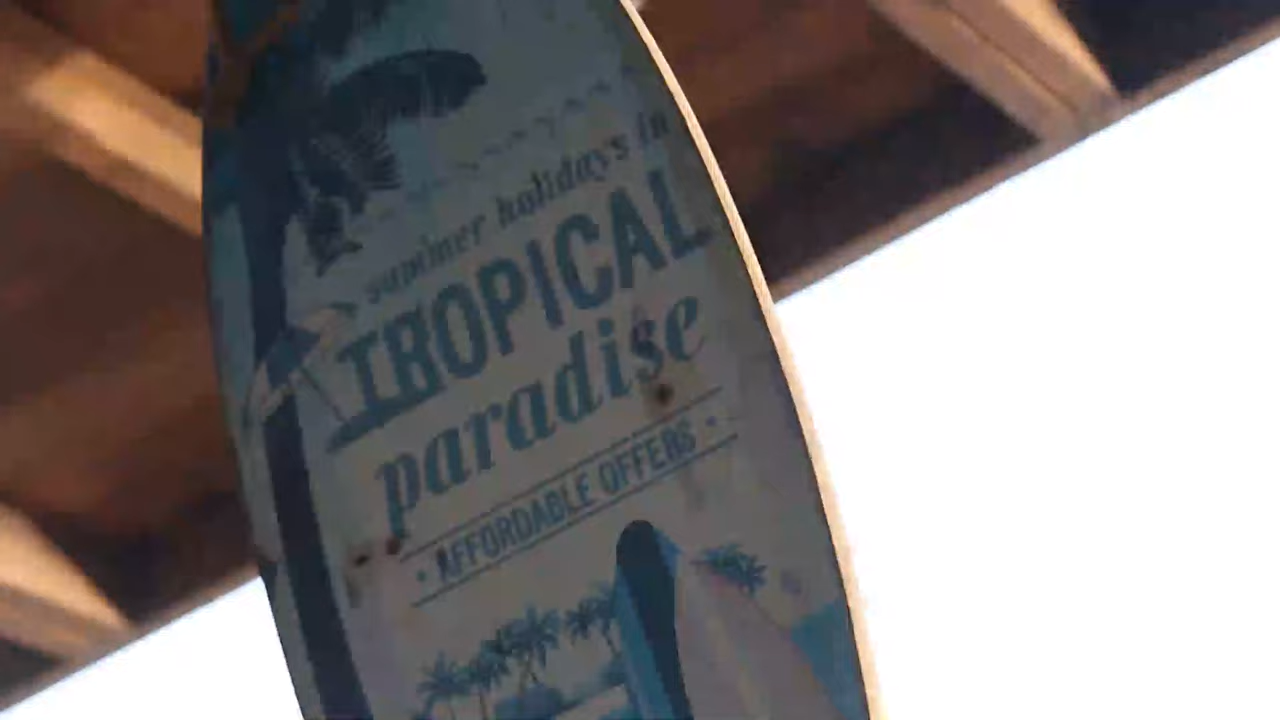 summer holidays in
TROPICAL
paradise
· AFFORDABLE OFFERS ·